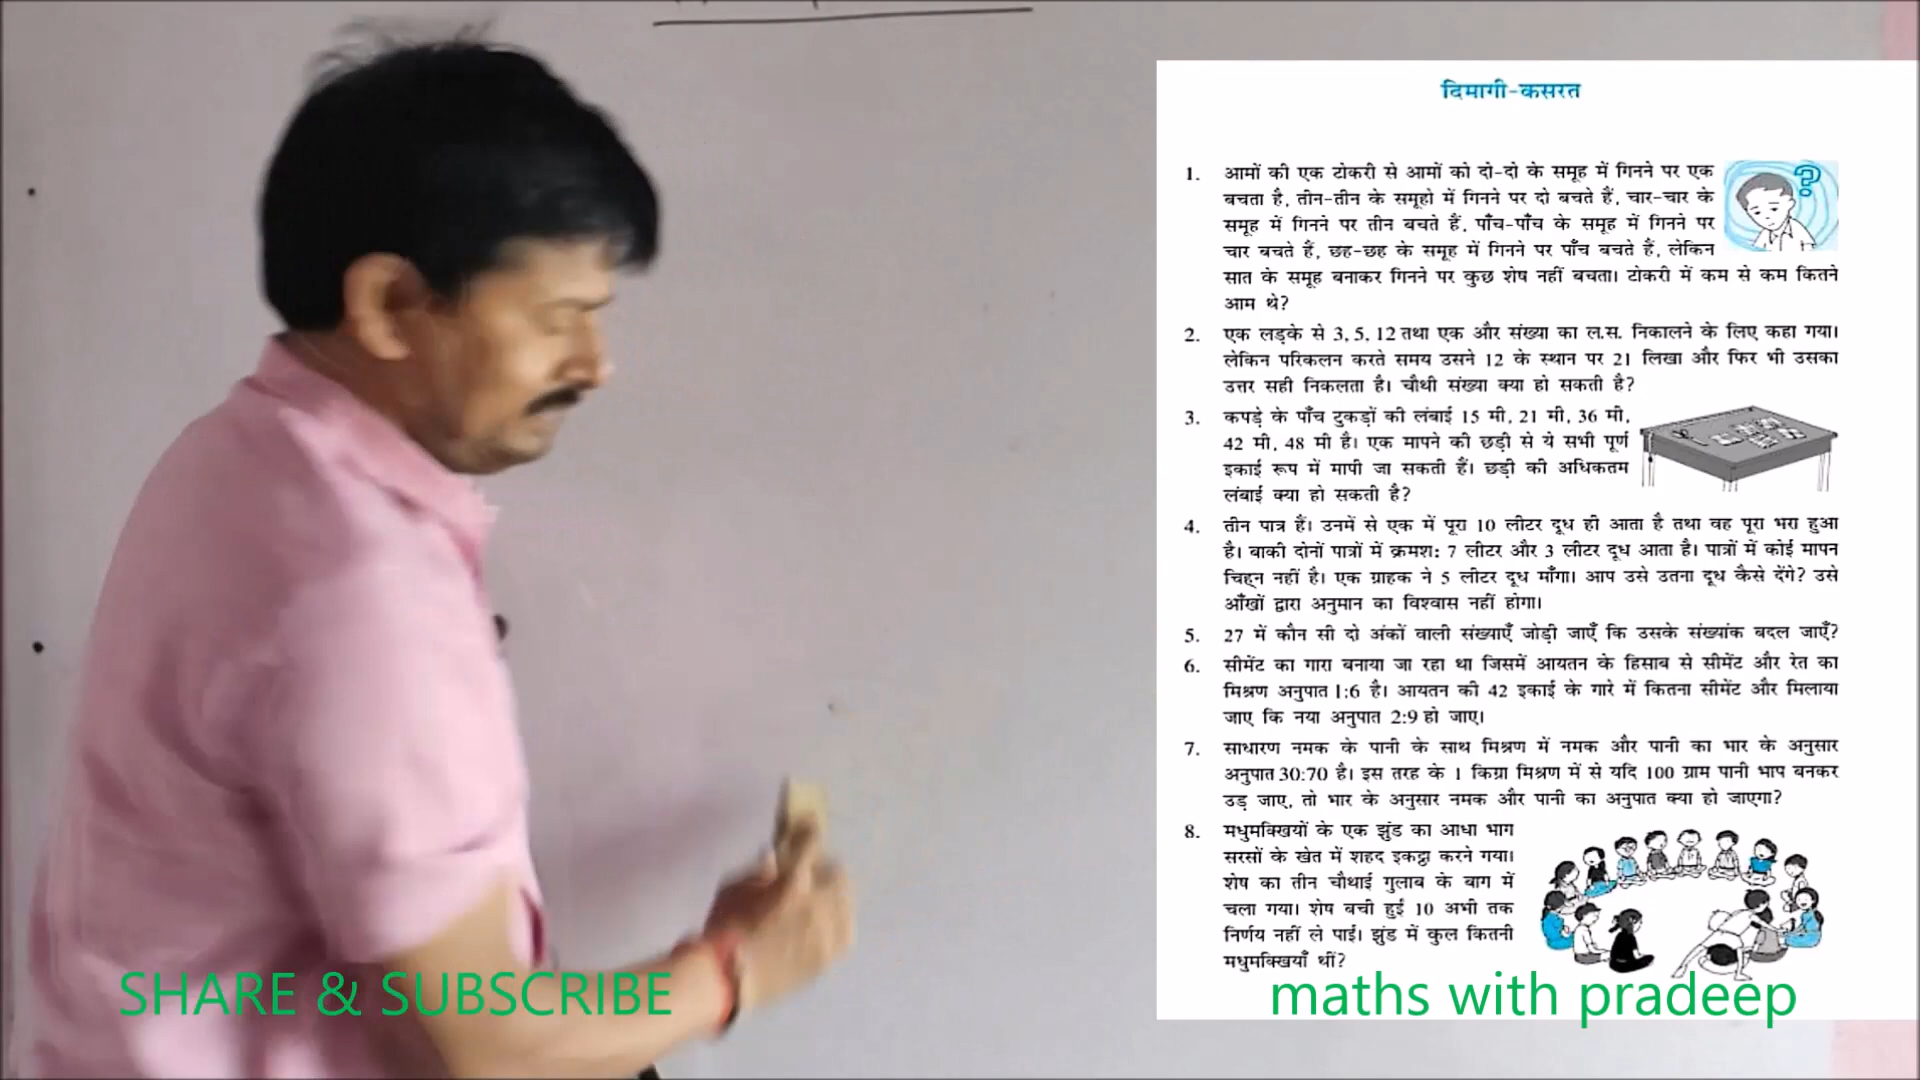 दिमागी-कसरत
1. आमों की एक टोकरी से आमों को दो-दो के समूह में गिनने पर एक
बचता है, तीन-तीन के समूहो में गिनने पर दो बचते हैं, चार-चार के
समूह में गिनने पर तीन बचते हैं, पाँच-पाँच के समूह में गिनने पर
चार बचते हैं, छह-छह के समूह में गिनने पर पाँच बचते हैं, लेकिन
सात के समूह बनाकर गिनने पर कुछ शेष नहीं बचता। टोकरी में कम से कम कितने
आम थे?
2. एक लड़के से 3, 5, 12 तथा एक और संख्या का ल.स. निकालने के लिए कहा गया।
लेकिन परिकलन करते समय उसने 12 के स्थान पर 21 लिखा और फिर भी उसका
उत्तर सही निकलता है। चौथी संख्या क्या हो सकती है?
3. कपड़े के पाँच टुकड़ों की लंबाई 15 मी, 21 मी, 36 मी,
42 मी, 48 मी है। एक मापने की छड़ी से ये सभी पूर्ण
इकाई रूप में मापी जा सकती हैं। छड़ी की अधिकतम
लंबाई क्या हो सकती है?
4. तीन पात्र हैं। उनमें से एक में पूरा 10 लीटर दूध ही आता है तथा वह पूरा भरा हुआ
है। बाकी दोनों पात्रों में क्रमश: 7 लीटर और 3 लीटर दूध आता है। पात्रों में कोई मापन
चिह्न नहीं है। एक ग्राहक ने 5 लीटर दूध माँगा। आप उसे उतना दूध कैसे देंगे? उसे
आँखों द्वारा अनुमान का विश्वास नहीं होगा।
5. 27 में कौन सी दो अंकों वाली संख्याएँ जोड़ी जाएँ कि उसके संख्यांक बदल जाएँ?
6. सीमेंट का गारा बनाया जा रहा था जिसमें आयतन के हिसाब से सीमेंट और रेत का
मिश्रण अनुपात 1:6 है। आयतन की 42 इकाई के गारे में कितना सीमेंट और मिलाया
जाए कि नया अनुपात 2:9 हो जाए।
7. साधारण नमक के पानी के साथ मिश्रण में नमक और पानी का भार के अनुसार
अनुपात 30:70 है। इस तरह के 1 किग्रा मिश्रण में से यदि 100 ग्राम पानी भाप बनकर
उड़ जाए, तो भार के अनुसार नमक और पानी का अनुपात क्या हो जाएगा?
8. मधुमक्खियों के एक झुंड का आधा भाग
सरसों के खेत में शहद इकट्ठा करने गया।
शेष का तीन चौथाई गुलाब के बाग में
चला गया। शेष बची हुई 10 अभी तक
निर्णय नहीं ले पाई। झुंड में कुल कितनी
मधुमक्खियाँ थीं?
SHARE & SUBSCRIBE
maths with pradeep